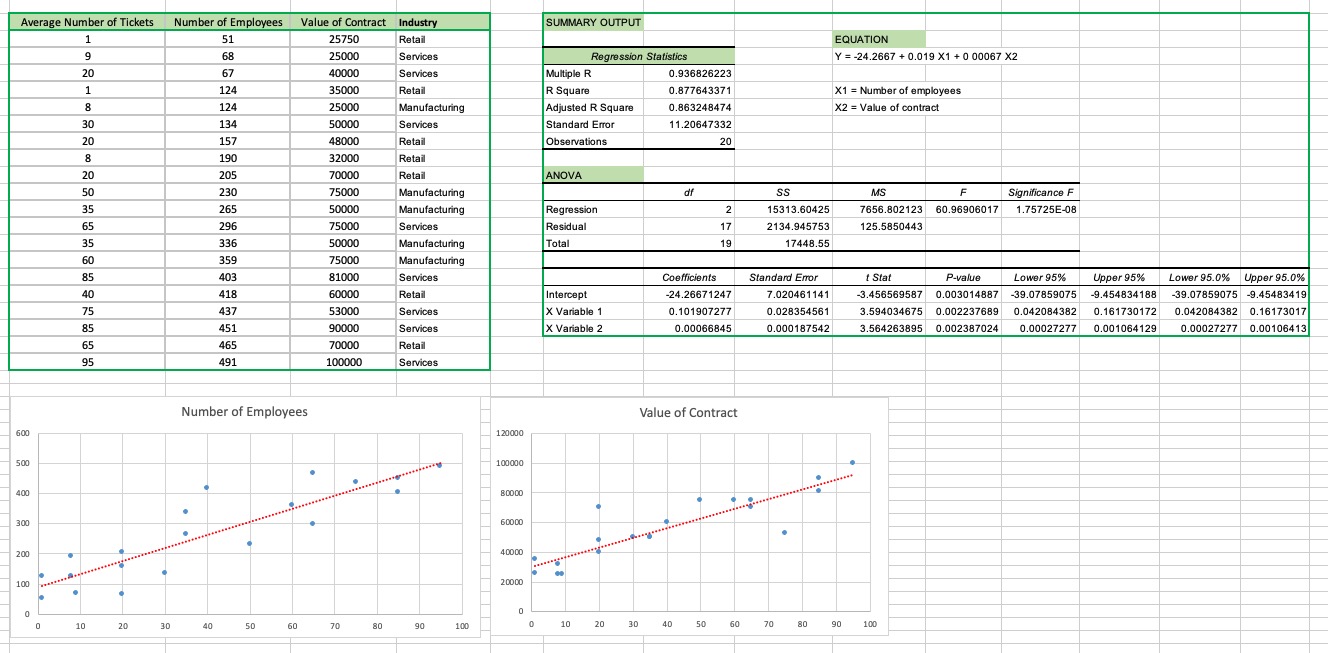 Average Number of Tickets Number of Employees Value of Contract Industry
1 51 25750 Retail
9 68 25000 Services
20 67 40000 Services
1 124 35000 Retail
8 124 25000 Manufacturing
30 134 50000 Services
20 157 48000 Retail
8 190 32000 Retail
20 205 70000 Retail
50 230 75000 Manufacturing
35 265 50000 Manufacturing
65 296 75000 Services
35 336 50000 Manufacturing
60 359 75000 Manufacturing
85 403 81000 Services
40 418 60000 Retail
75 437 53000 Services
85 451 90000 Services
65 465 70000 Retail
95 491 100000 Services
SUMMARY OUTPUT
EQUATION
Regression Statistics
Y = -24.2667 + 0.019 X1 + 0 00067 X2
Multiple R 0.936826223
R Square 0.877643371
X1 = Number of employees
Adjusted R Square 0.863248474
X2 = Value of contract
Standard Error 11.20647332
Observations 20
ANOVA
df SS MS F Significance F
Regression 2 15313.60425 7656.802123 60.96906017 1.75725E-08
Residual 17 2134.945753 125.5850443
Total 19 17448.55
Coefficients Standard Error t Stat P-value Lower 95% Upper 95% Lower 95.0% Upper 95.0%
Intercept -24.26671247 7.020461141 -3.456569587 0.003014887 -39.07859075 -9.454834188 -39.07859075 -9.45483419
X Variable 1 0.101907277 0.028354561 3.594034675 0.002237689 0.042084382 0.161730172 0.042084382 0.16173017
X Variable 2 0.00066845 0.000187542 3.564263895 0.002387024 0.00027277 0.001064129 0.00027277 0.00106413
Number of Employees
600
500
400
300
200
100
0
0 10 20 30 40 50 60 70 80 90 100
Value of Contract
120000
100000
80000
60000
40000
20000
0
0 10 20 30 40 50 60 70 80 90 100